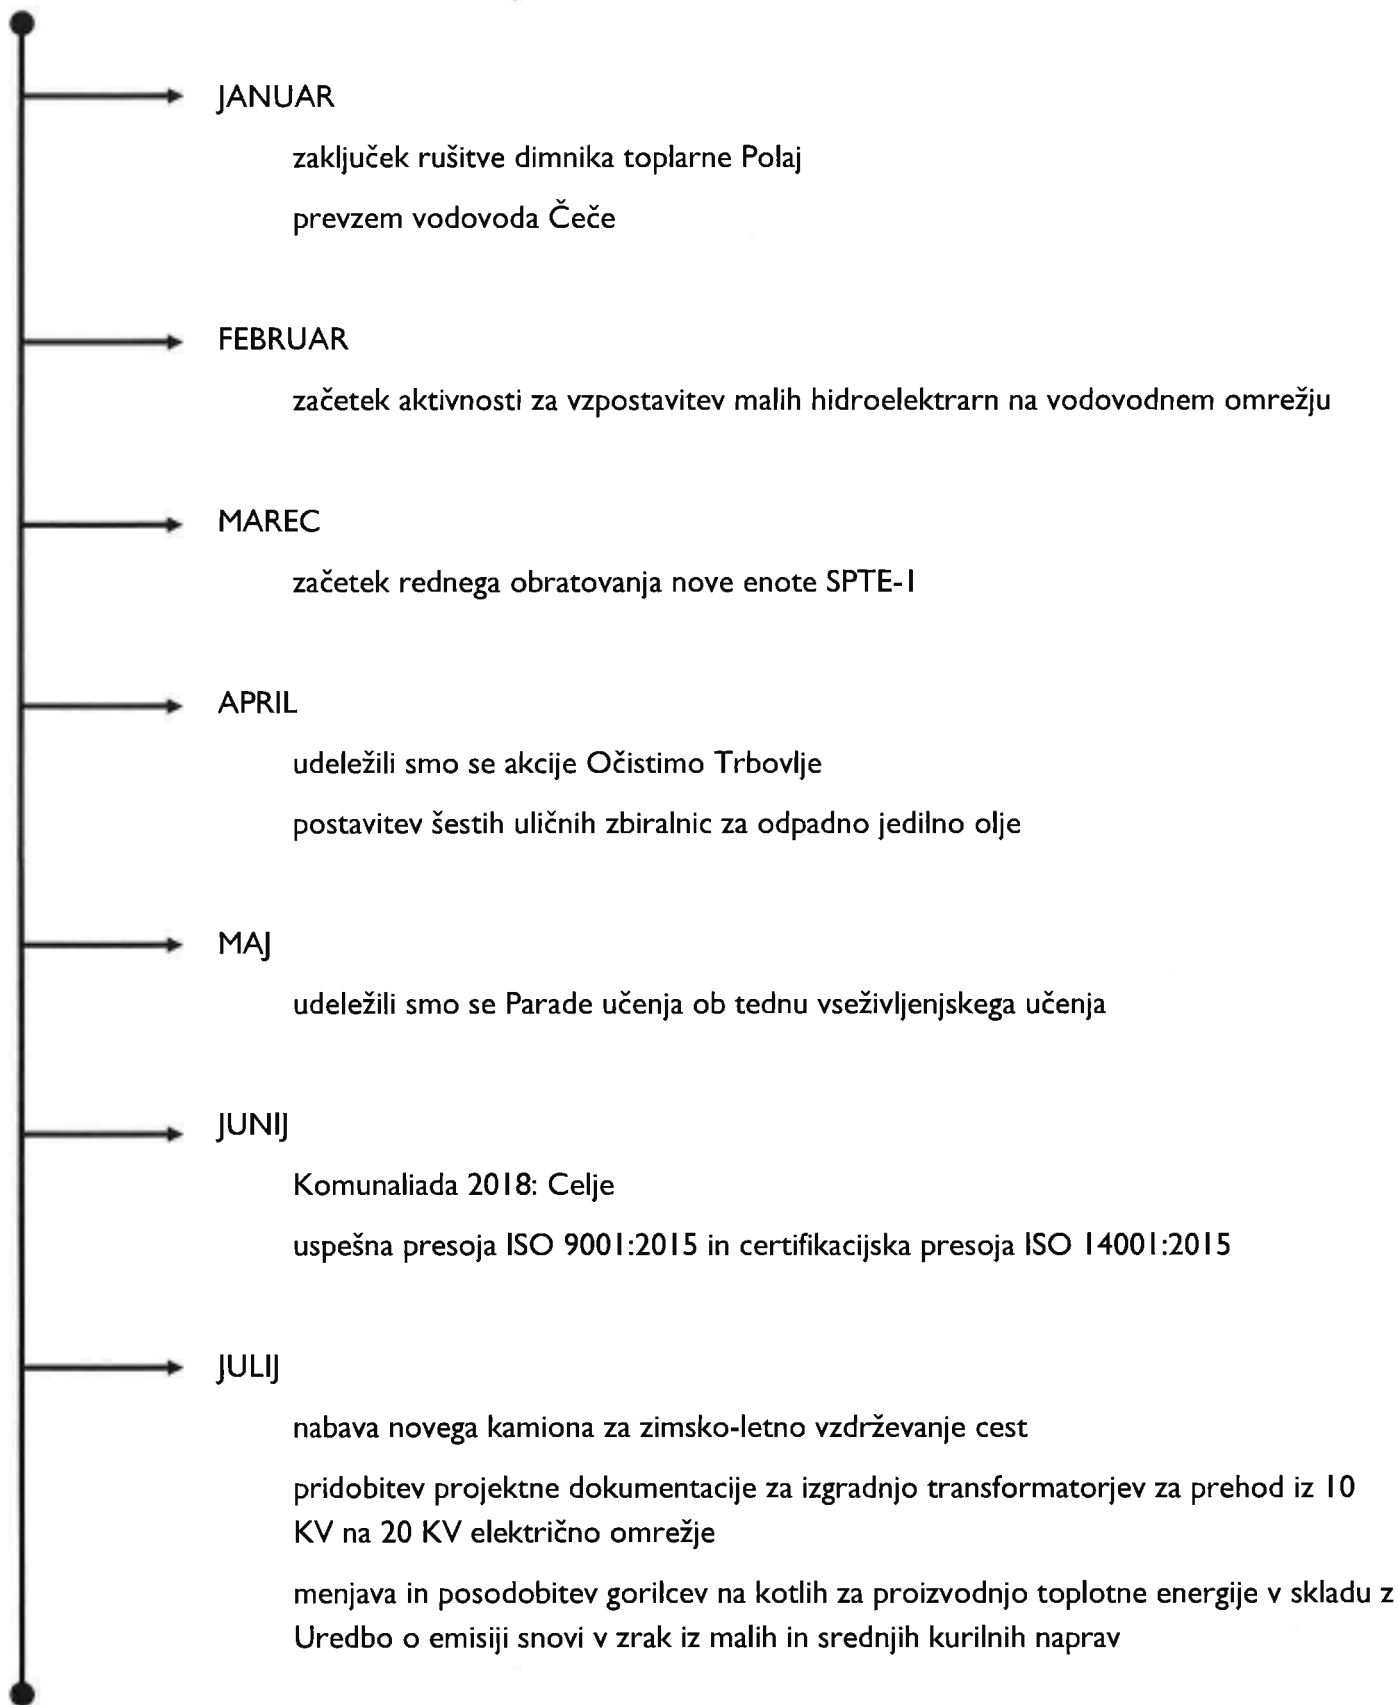 JANUAR
zaključek rušitve dimnika toplarne Polaj
prevzem vodovoda Čeče
FEBRUAR
začetek aktivnosti za vzpostavitev malih hidroelektrarn na vodovodnem omrežju
MAREC
začetek rednega obratovanja nove enote SPTE-1
APRIL
udeležili smo se akcije Očistimo Trbovlje
postavitev šestih uličnih zbiralnic za odpadno jedilno olje
MAJ
udeležili smo se Parade učenja ob tednu vseživljenjskega učenja
JUNIJ
Komunaliada 2018: Celje
uspešna presoja ISO 9001:2015 in certifikacijska presoja ISO 14001:2015
JULIJ
nabava novega kamiona za zimsko-letno vzdrževanje cest
pridobitev projektne dokumentacije za izgradnjo transformatorjev za prehod iz 10
KV na 20 KV električno omrežje
menjava in posodobitev gorilcev na kotlih za proizvodnjo toplotne energije v skladu z
Uredbo o emisiji snovi v zrak iz malih in srednjih kurilnih naprav